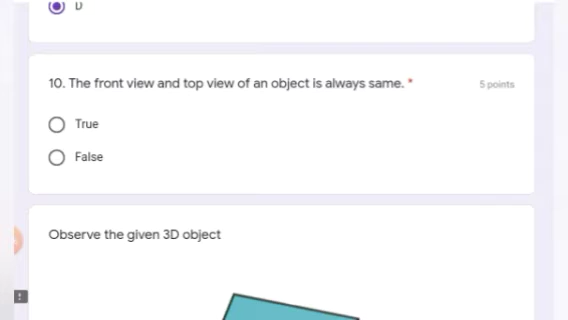 D
10. The front view and top view of an object is always same. *
5 points
True
False
Observe the given 3D object